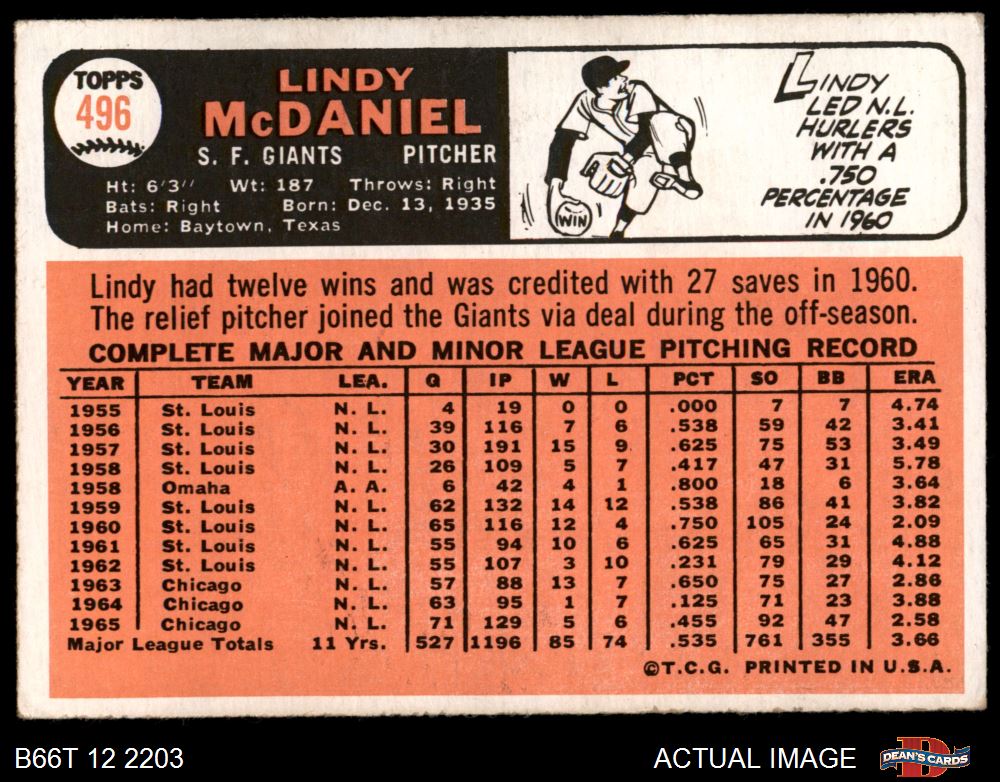 TOPPS
496
LINDY
McDANIEL
S. F. GIANTS PITCHER
Ht: 6'3" Wt: 187 Throws: Right
Bats: Right Born: Dec. 13, 1935
Home: Baytown, Texas
WIN
LINDY
LED N.L.
HURLERS
WITH A
.750
PERCENTAGE
IN 1960
Lindy had twelve wins and was credited with 27 saves in 1960.
The relief pitcher joined the Giants via deal during the off-season.
COMPLETE MAJOR AND MINOR LEAGUE PITCHING RECORD
YEAR TEAM LEA. G IP W L PCT SO BB ERA
1955 St. Louis N. L. 4 19 0 0 .000 7 7 4.74
1956 St. Louis N. L. 39 116 7 6 .538 59 42 3.41
1957 St. Louis N. L. 30 191 15 9 .625 75 53 3.49
1958 St. Louis N. L. 26 109 5 7 .417 47 31 5.78
1958 Omaha A. A. 6 42 4 1 .800 18 6 3.64
1959 St. Louis N. L. 62 132 14 12 .538 86 41 3.82
1960 St. Louis N. L. 65 116 12 4 .750 105 24 2.09
1961 St. Louis N. L. 55 94 10 6 .625 65 31 4.88
1962 St. Louis N. L. 55 107 3 10 .231 79 29 4.12
1963 Chicago N. L. 57 88 13 7 .650 75 27 2.86
1964 Chicago N. L. 63 95 1 7 .125 71 23 3.88
1965 Chicago N. L. 71 129 5 6 .455 92 47 2.58
Major League Totals 11 Yrs. 527 1196 85 74 .535 761 355 3.66
©T.C.G. PRINTED IN U.S.A.
B66T 12 2203 ACTUAL IMAGE DEAN'S CARDS